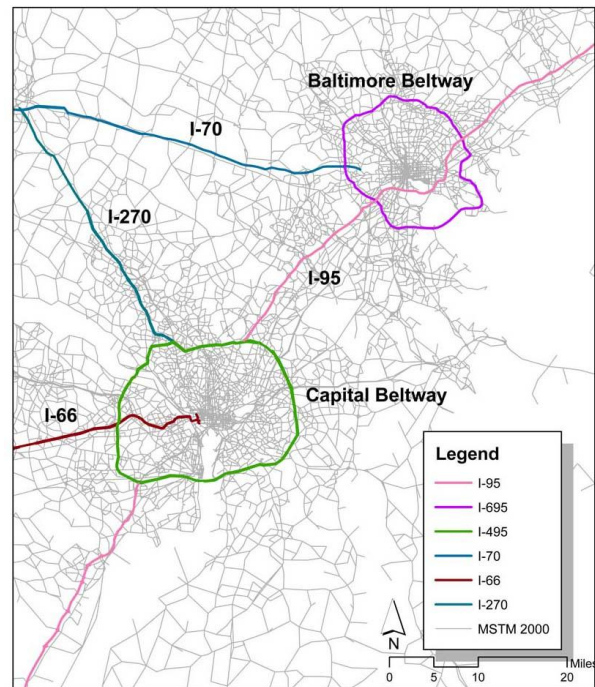 Baltimore Beltway
I-70
I-270
I-95
Capital Beltway
I-66
Legend
I-95
I-695
I-495
I-70
I-66
I-270
MSTM 2000
N
Miles
0 5 10 20